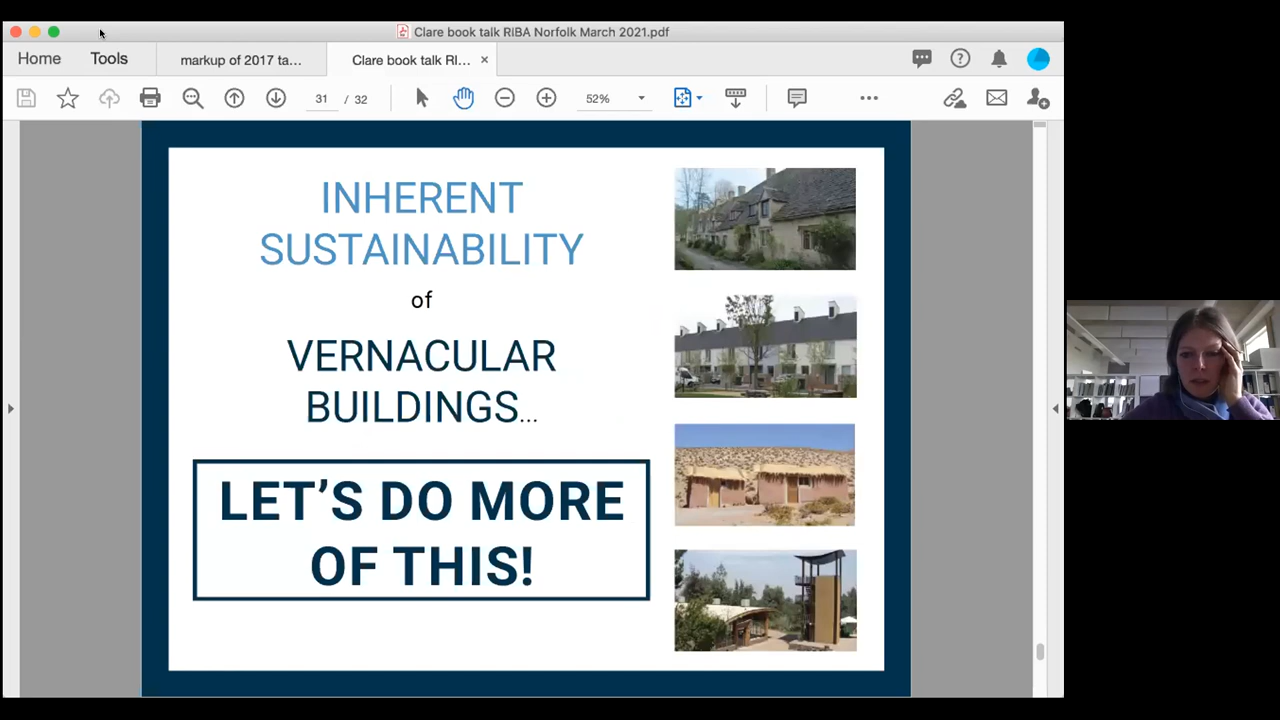 Clare book talk RIBA Norfolk March 2021.pdf
Home
Tools
markup of 2017 ta...
Clare book talk RI...
31 / 32
52%
INHERENT
SUSTAINABILITY
of
VERNACULAR
BUILDINGS...
LET'S DO MORE
OF THIS!